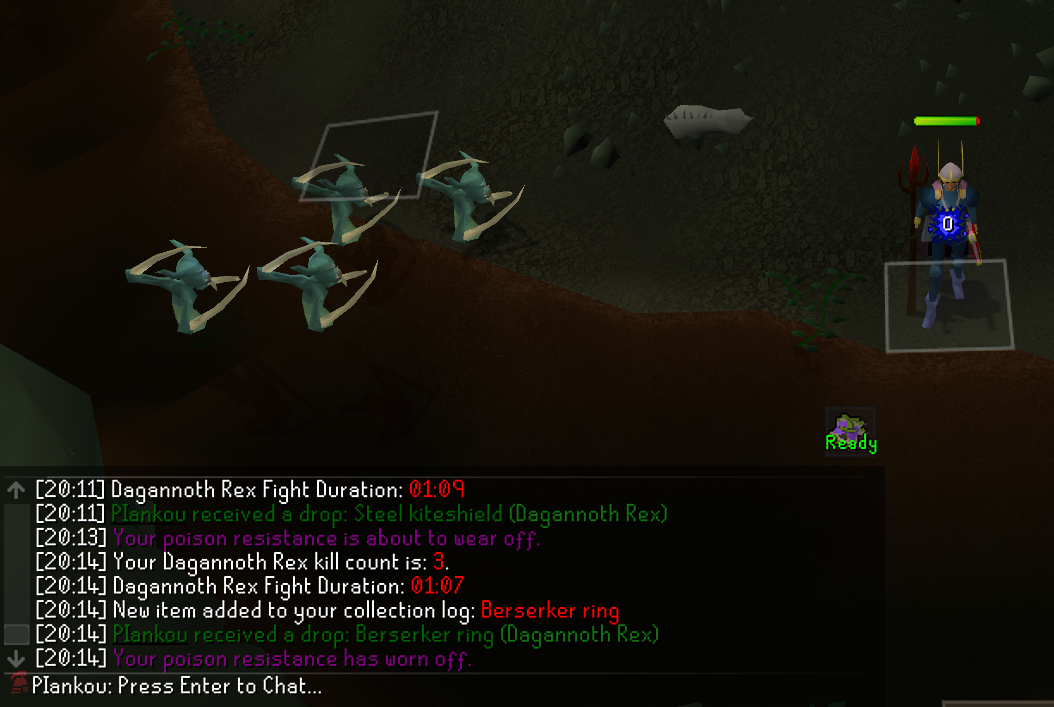 0
Ready
[20:11] Dagannoth Rex Fight Duration: 01:09
[20:11] PIankou received a drop: Steel kiteshield (Dagannoth Rex)
[20:13] Your poison resistance is about to wear off.
[20:14] Your Dagannoth Rex kill count is: 3.
[20:14] Dagannoth Rex Fight Duration: 01:07
[20:14] New item added to your collection log: Berserker ring
[20:14] PIankou received a drop: Berserker ring (Dagannoth Rex)
[20:14] Your poison resistance has worn off.
PIankou: Press Enter to Chat...